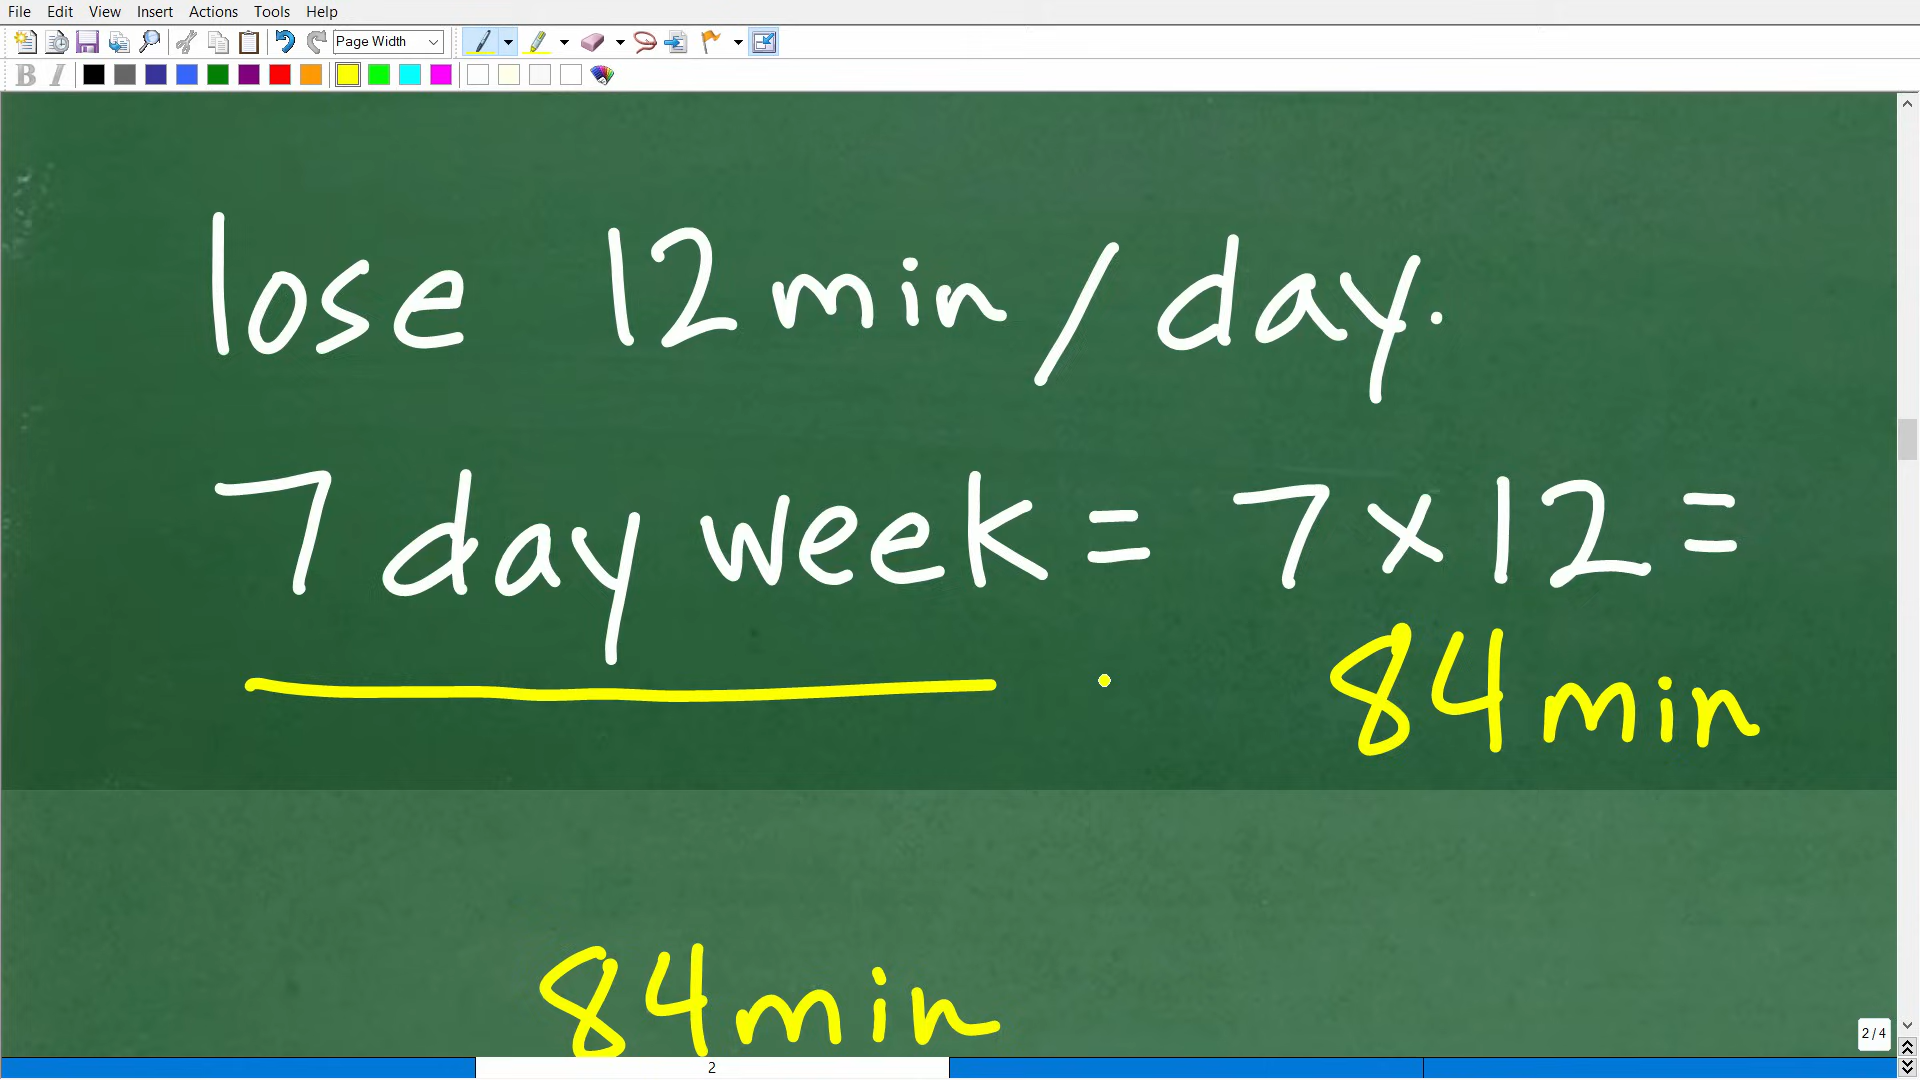 File Edit View Insert Actions Tools Help
Page Width
B I
lose 12 min / day.
7 day week = 7 x 12 =
84 min
84 min
2/4
2